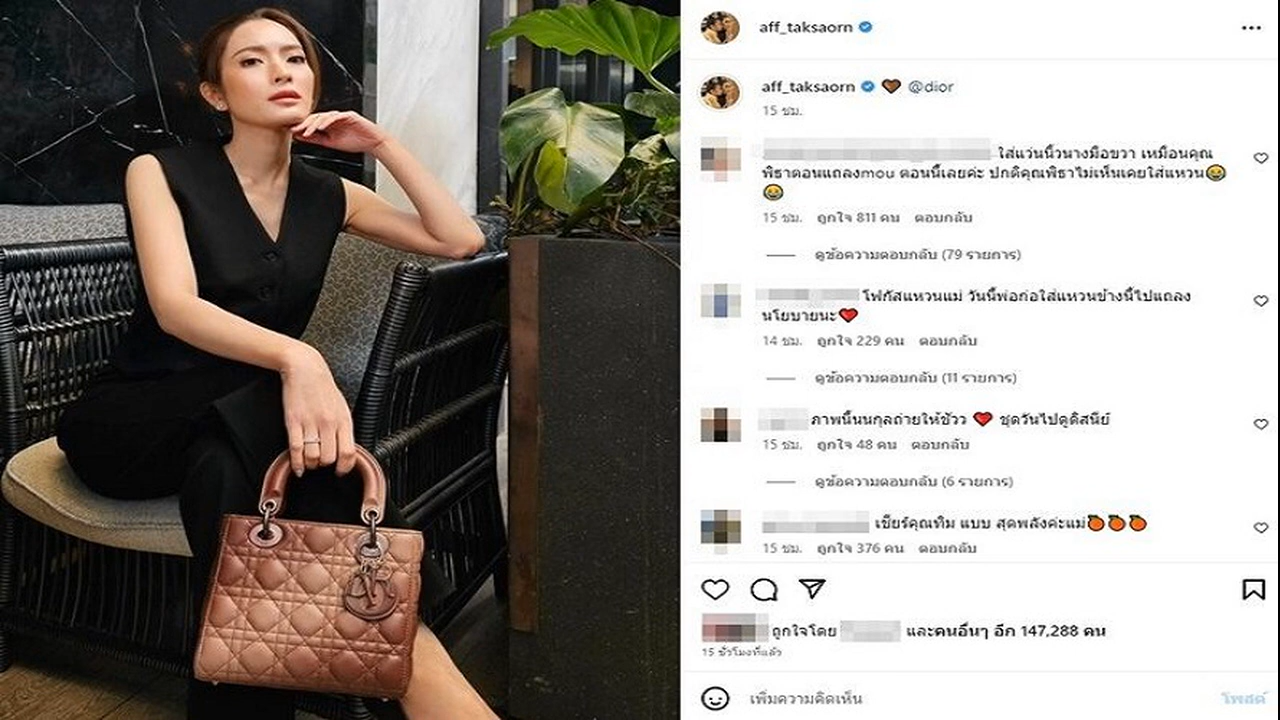 aff_taksaorn
aff_taksaorn 🤎 @dior
15 ชม.
ใส่แว่นนิ้วนางมือขวา เหมือนคุณ
พิธาตอนแถลงmou ตอนนี้เลยค่ะ ปกติคุณพิธาไม่เห็นเคยใส่แหวน😂
😂
15 ชม. ถูกใจ 811 คน ตอบกลับ
ดูข้อความตอบกลับ (79 รายการ)
โฟกัสแหวนแม่ วันนี้พ่อก่อใส่แหวนข้างนี้ไปแถลง
นโยบายนะ❤️
14 ชม. ถูกใจ 229 คน ตอบกลับ
ดูข้อความตอบกลับ (11 รายการ)
ภาพนี้นนกุลถ่ายให้ชัวว ❤️ ชุดวันไปดูดิสนีย์
15 ชม. ถูกใจ 48 คน ตอบกลับ
ดูข้อความตอบกลับ (6 รายการ)
เชียร์คุณทิม แบบ สุดพลังค่ะแม่🍊🍊🍊
15 ชม. ถูกใจ 376 คน ตอบกลับ
ถูกใจโดย และคนอื่นๆ อีก 147,288 คน
15 ชั่วโมงที่แล้ว
เพิ่มความคิดเห็น
โพสต์